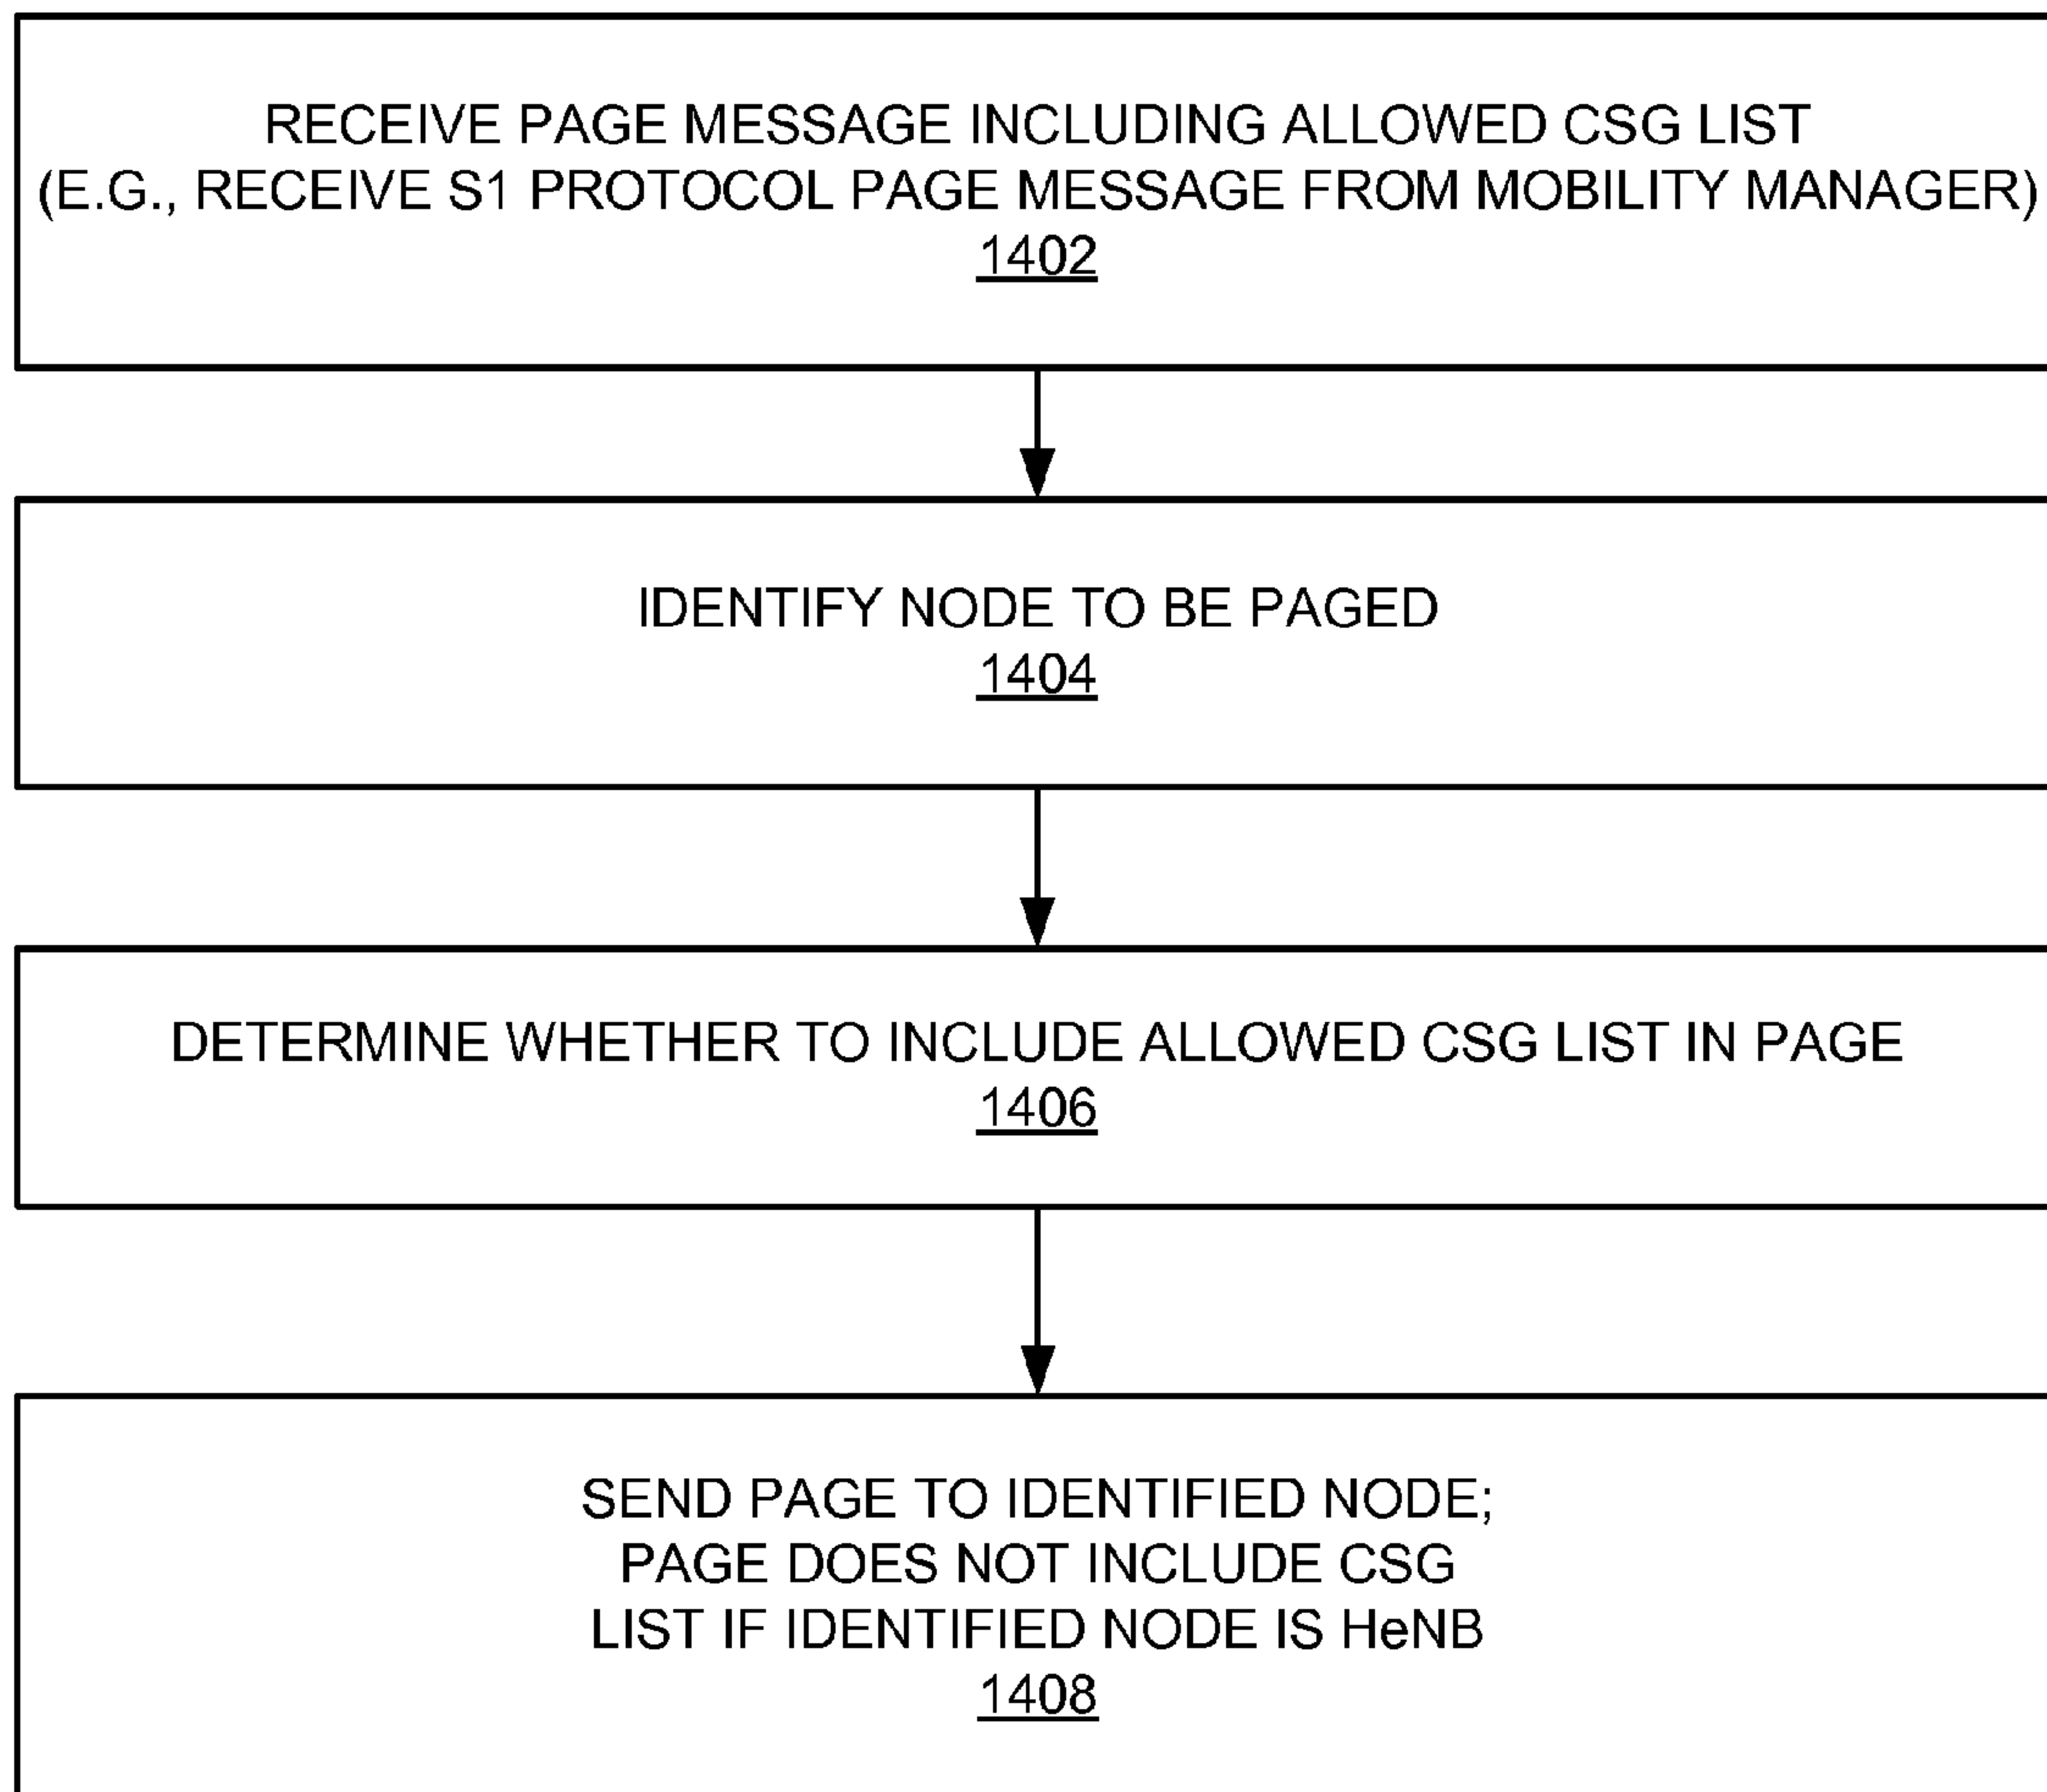 RECEIVE PAGE MESSAGE INCLUDING ALLOWED CSG LIST
(E.G., RECEIVE S1 PROTOCOL PAGE MESSAGE FROM MOBILITY MANAGER)
1402
IDENTIFY NODE TO BE PAGED
1404
DETERMINE WHETHER TO INCLUDE ALLOWED CSG LIST IN PAGE
1406
SEND PAGE TO IDENTIFIED NODE;
PAGE DOES NOT INCLUDE CSG
LIST IF IDENTIFIED NODE IS HeNB
1408